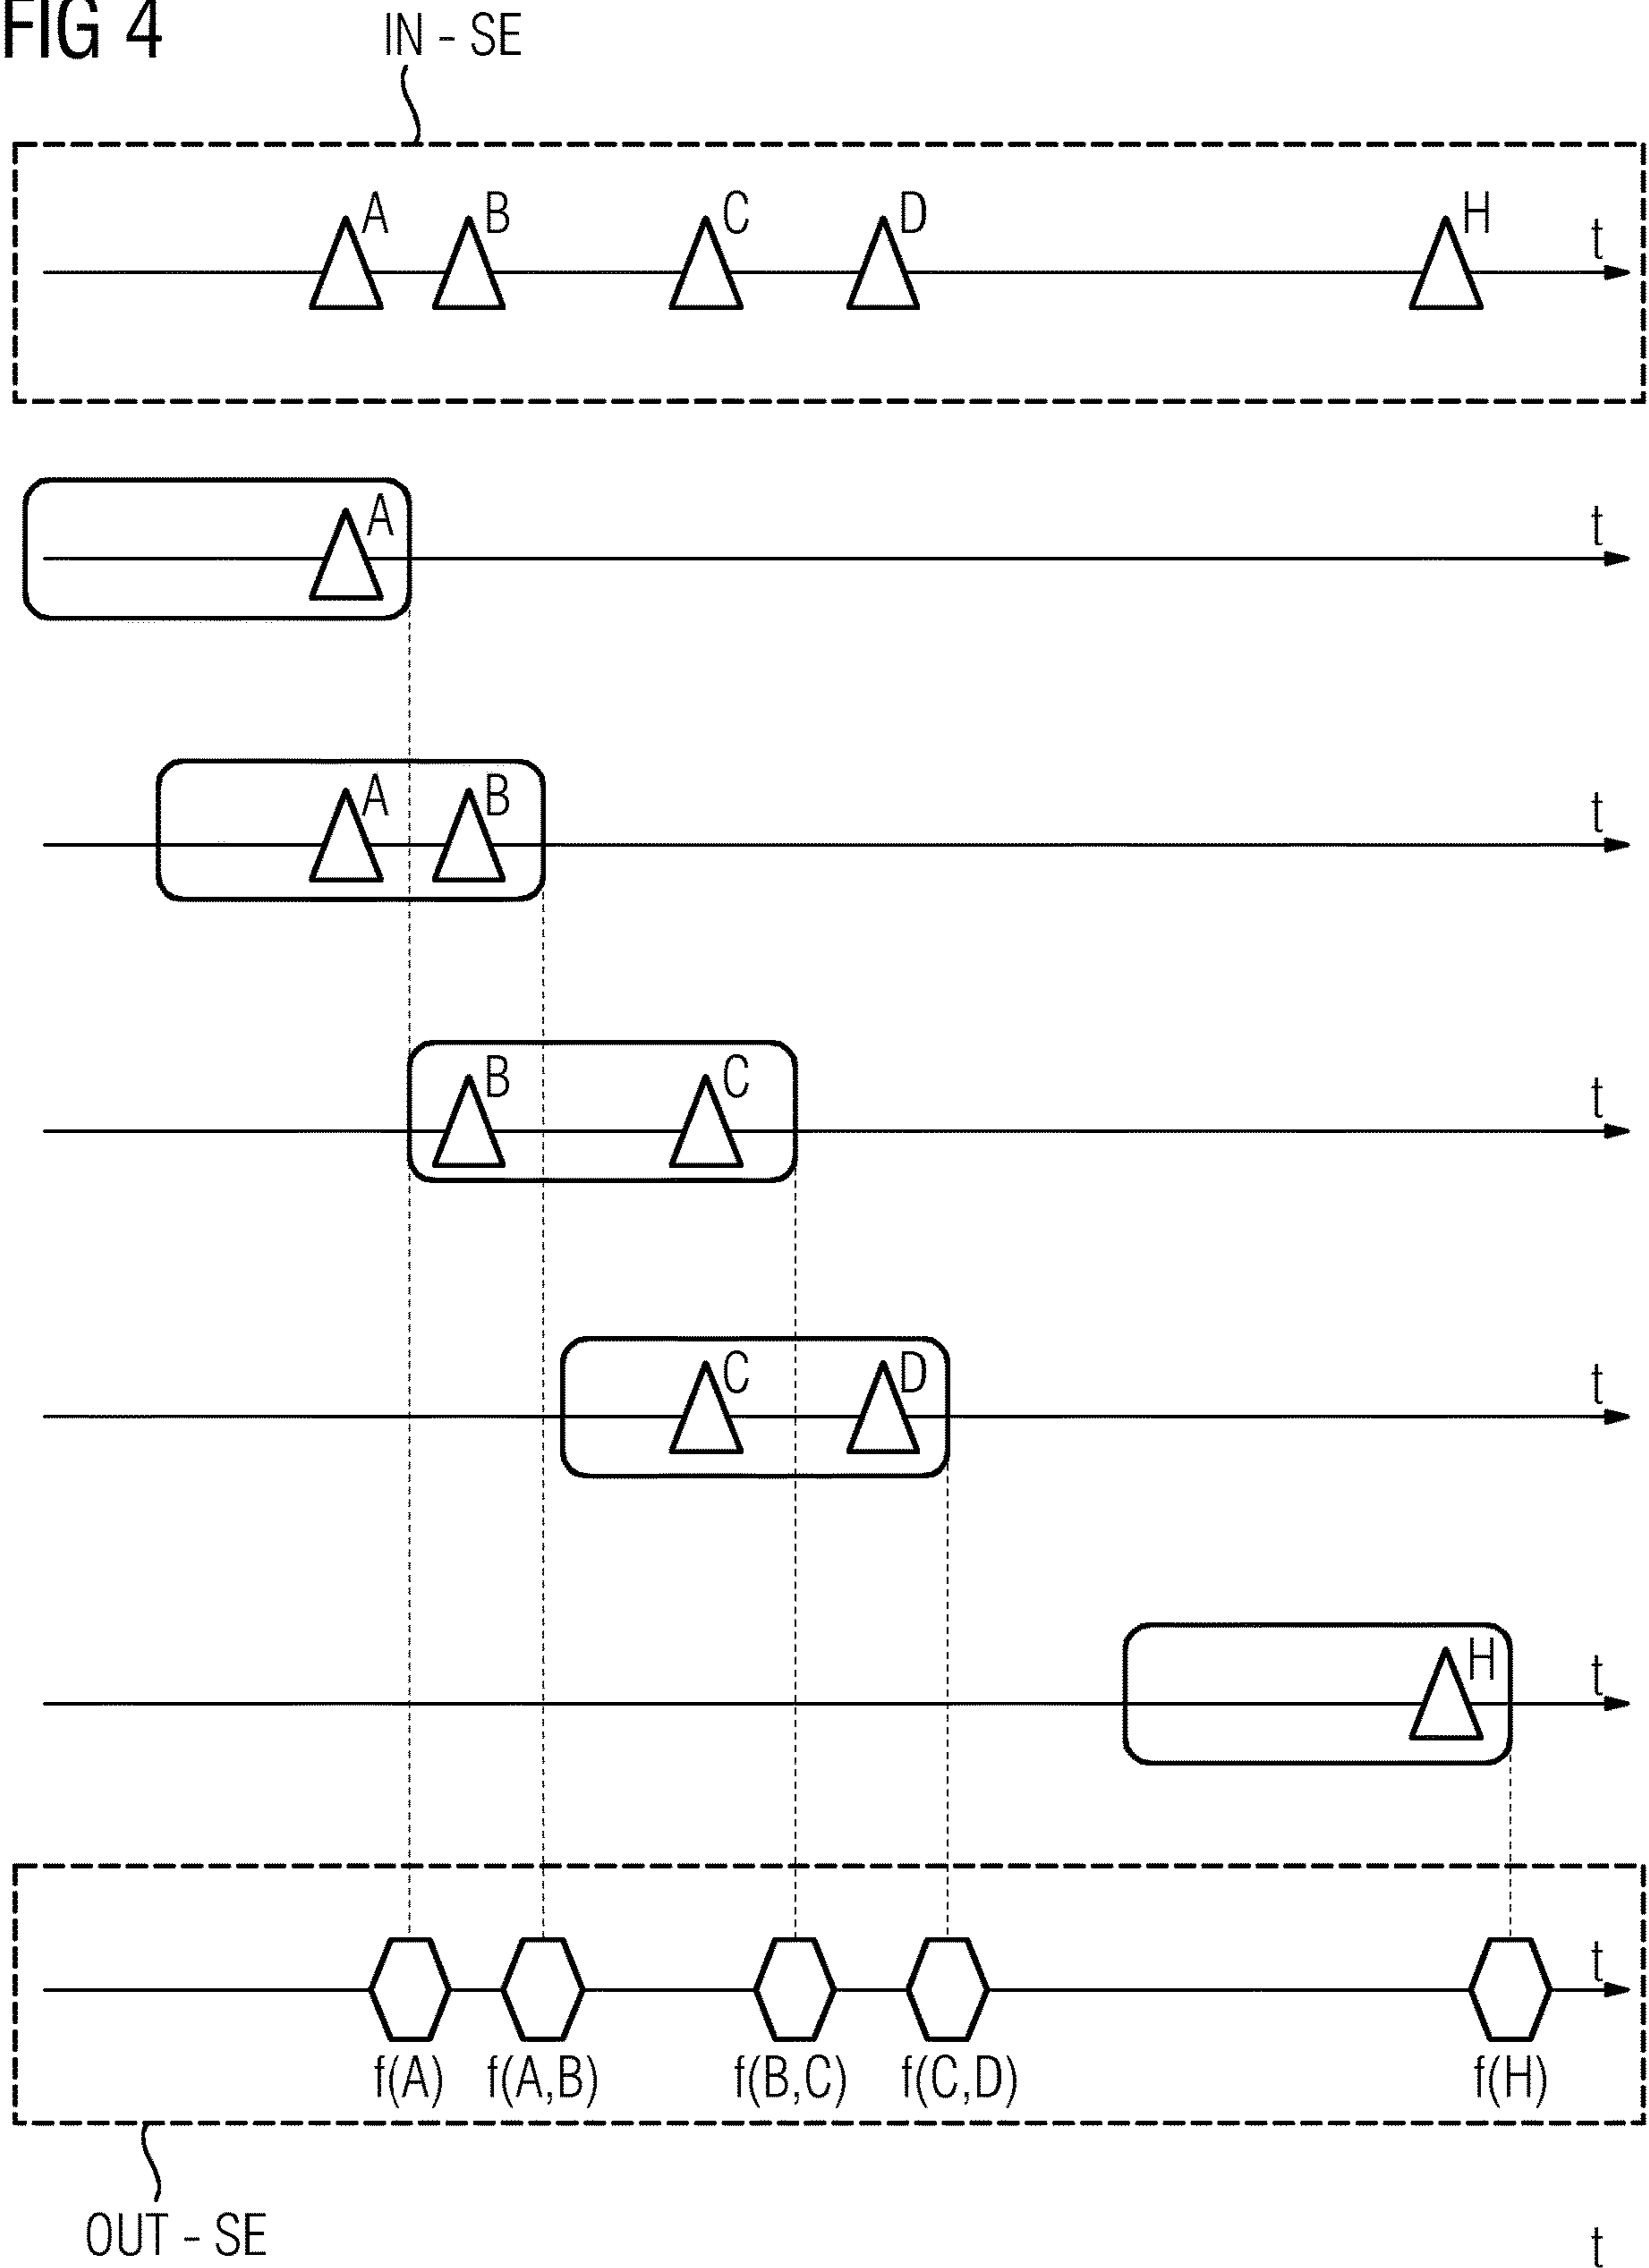 FIG 4
IN - SE
A B C D H t
A t
A B t
B C t
C D t
H t
t
f(A) f(A,B) f(B,C) f(C,D) f(H)
OUT - SE t